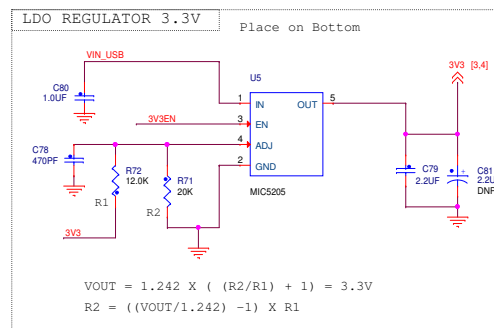 LDO REGULATOR 3.3V
Place on Bottom
VIN_USB
3V3 [3,4]
U5
C80
1.0UF
1 IN
OUT 5
3V3EN
3 EN
4 ADJ
2 GND
C78
470PF
R72
12.0K
R1
R71
20K
R2
MIC5205
C79
2.2UF
+
C81
2.2U
DNP
3V3
VOUT = 1.242 X ( (R2/R1) + 1) = 3.3V
R2 = ((VOUT/1.242) -1) X R1